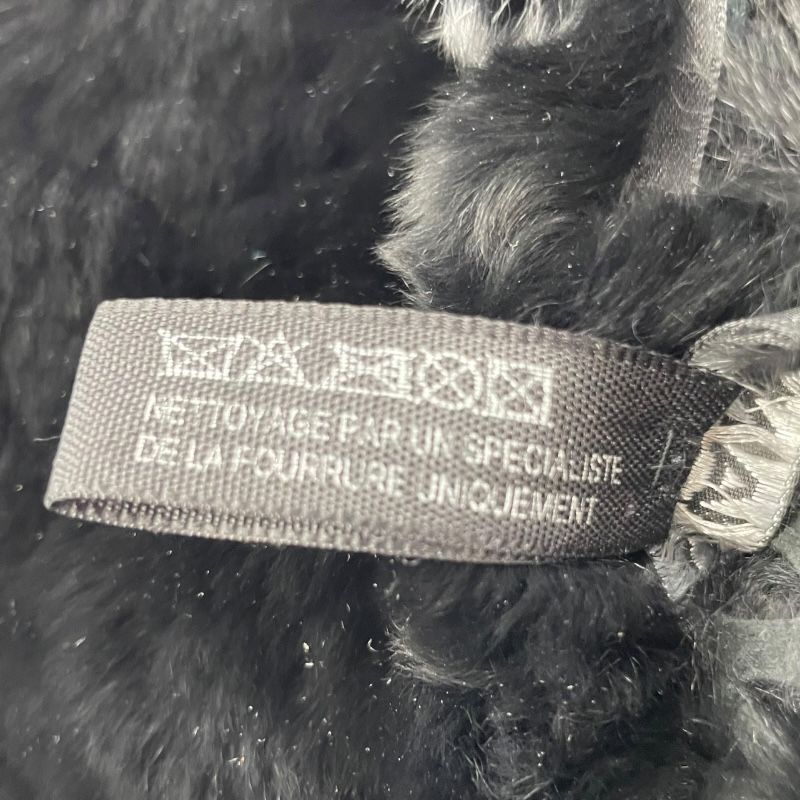 NETTOYAGE PAR UN SPECIALISTE
DE LA FOURRURE UNIQUEMENT